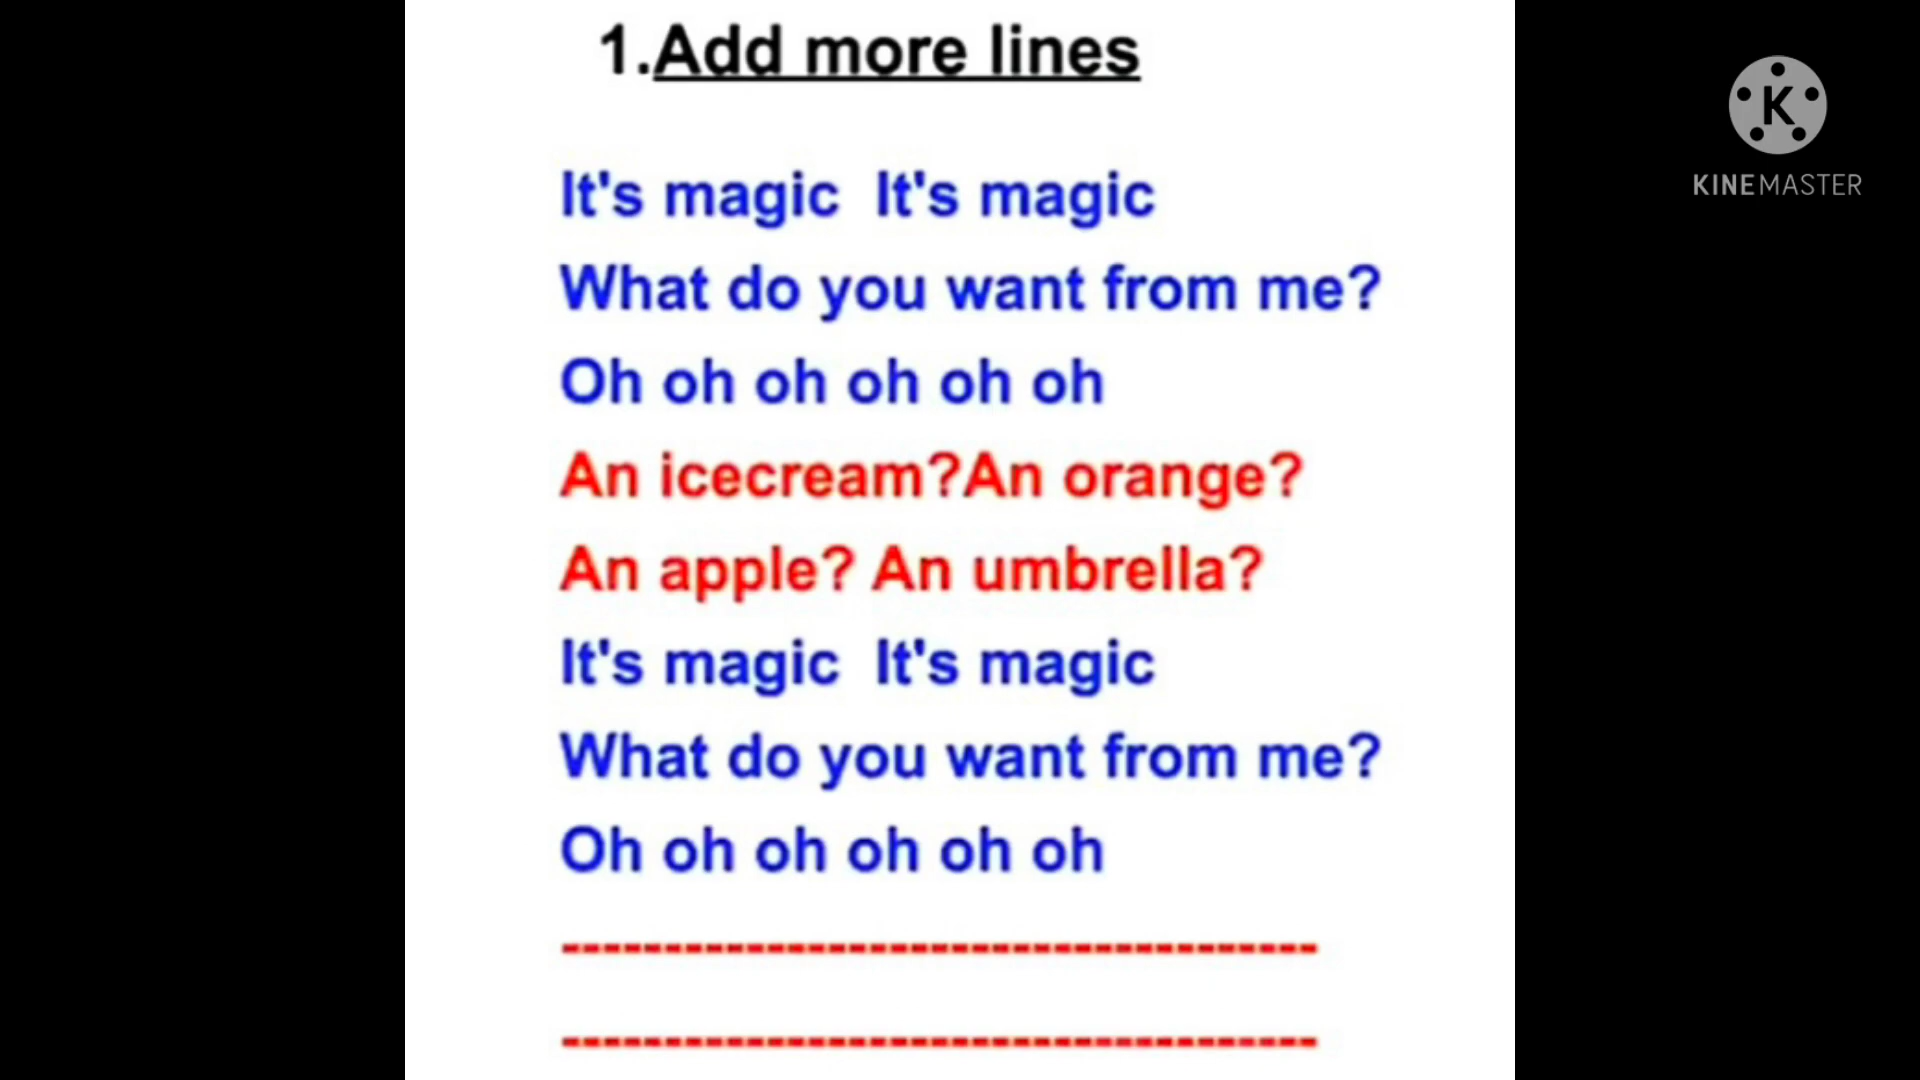 1.Add more lines
It's magic  It's magic
What do you want from me?
Oh oh oh oh oh oh
An icecream?An orange?
An apple? An umbrella?
It's magic  It's magic
What do you want from me?
Oh oh oh oh oh oh
-------------------------------------
-------------------------------------
K
KINEMASTER